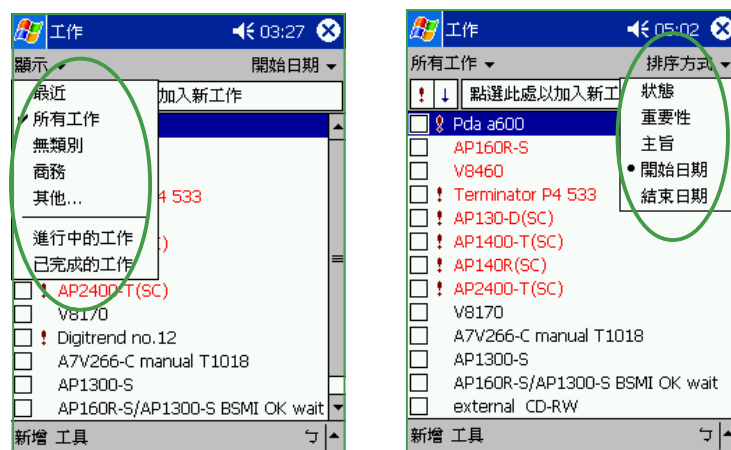 工作 03:27
顯示 開始日期
最近 加入新工作
所有工作
無類別
商務
其他... 4 533
進行中的工作 )
已完成的工作
! AP2400-T(SC)
V8170
! Digitrend no.12
A7V266-C manual T1018
AP1300-S
AP160R-S/AP1300-S BSMI OK wait
新增 工具 ㄅ
工作 05:02
所有工作 排序方式
! ↓ 點選此處以加入新工 狀態
重要性
! Pda a600 主旨
AP160R-S 開始日期
V8460 結束日期
! Terminator P4 533
! AP130-D(SC)
! AP1400-T(SC)
! AP140R(SC)
! AP2400-T(SC)
V8170
A7V266-C manual T1018
AP1300-S
AP160R-S/AP1300-S BSMI OK wait
external CD-RW
新增 工具 ㄅ